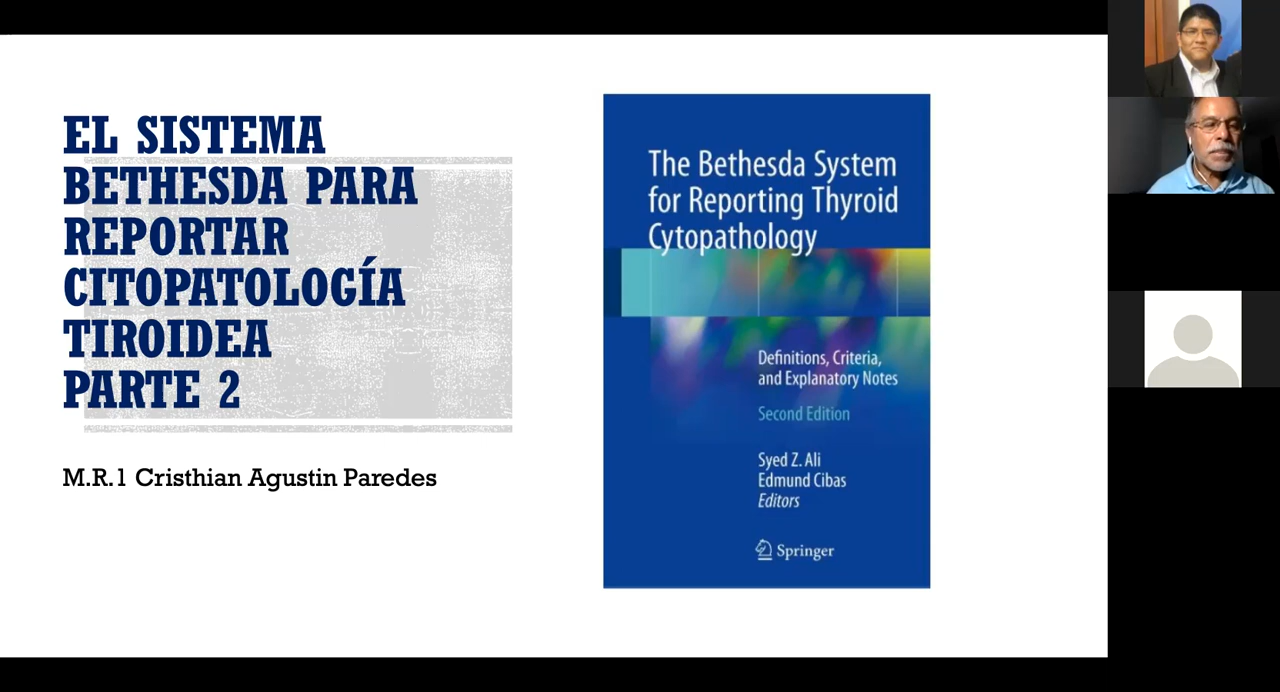 EL SISTEMA
BETHESDA PARA
REPORTAR
CITOPATOLOGÍA
TIROIDEA
PARTE 2
M.R.1 Cristhian Agustin Paredes
The Bethesda System
for Reporting Thyroid
Cytopathology
Definitions, Criteria,
and Explanatory Notes
Second Edition
Syed Z. Ali
Edmund Cibas
Editors
Springer